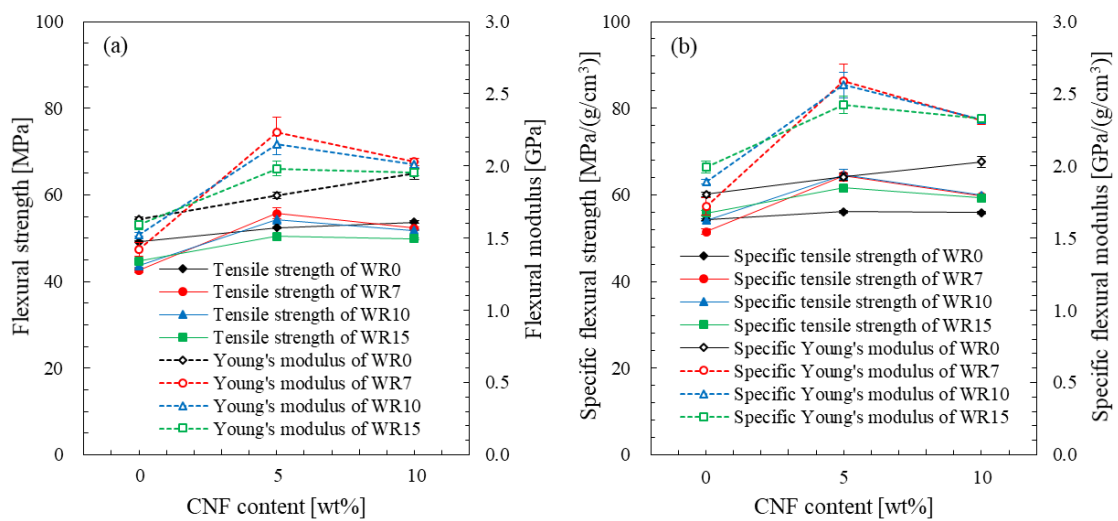 (a)
Flexural strength [MPa]
100
80
60
40
20
0
Tensile strength of WR0
Tensile strength of WR7
Tensile strength of WR10
Tensile strength of WR15
Young's modulus of WR0
Young's modulus of WR7
Young's modulus of WR10
Young's modulus of WR15
3.0
2.5
2.0
1.5
1.0
0.5
0.0
Flexural modulus [GPa]
0 5 10
CNF content [wt%]
(b)
Specific flexural strength [MPa/(g/cm³)]
100
80
60
40
20
0
Specific tensile strength of WR0
Specific tensile strength of WR7
Specific tensile strength of WR10
Specific tensile strength of WR15
Specific Young's modulus of WR0
Specific Young's modulus of WR7
Specific Young's modulus of WR10
Specific Young's modulus of WR15
3.0
2.5
2.0
1.5
1.0
0.5
0.0
Specific flexural modulus [GPa/(g/cm³)]
0 5 10
CNF content [wt%]